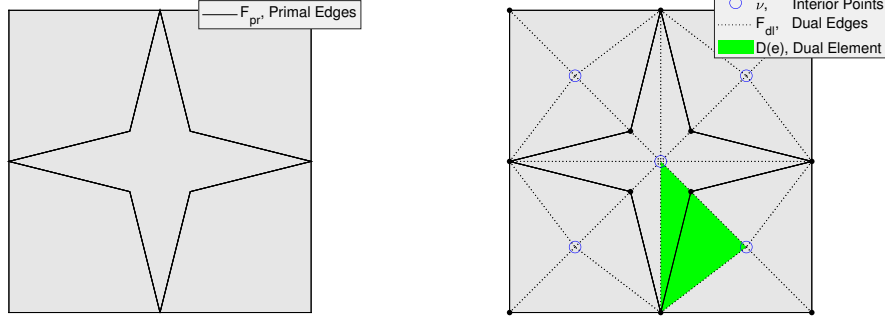 F_pr, Primal Edges
ν, Interior Points
F_dl, Dual Edges
D(e), Dual Element